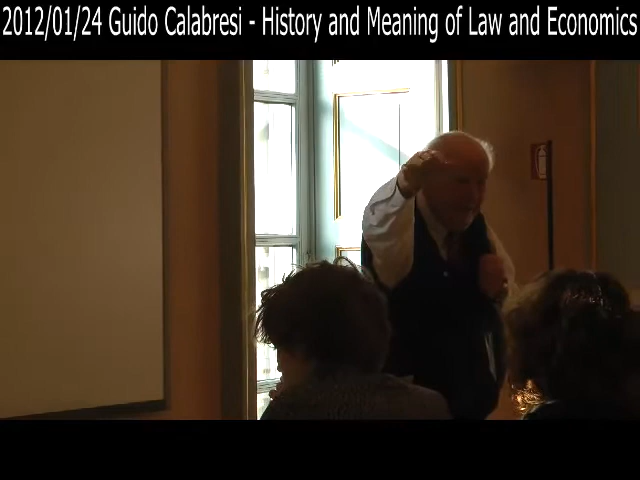 2012/01/24 Guido Calabresi - History and Meaning of Law and Economics